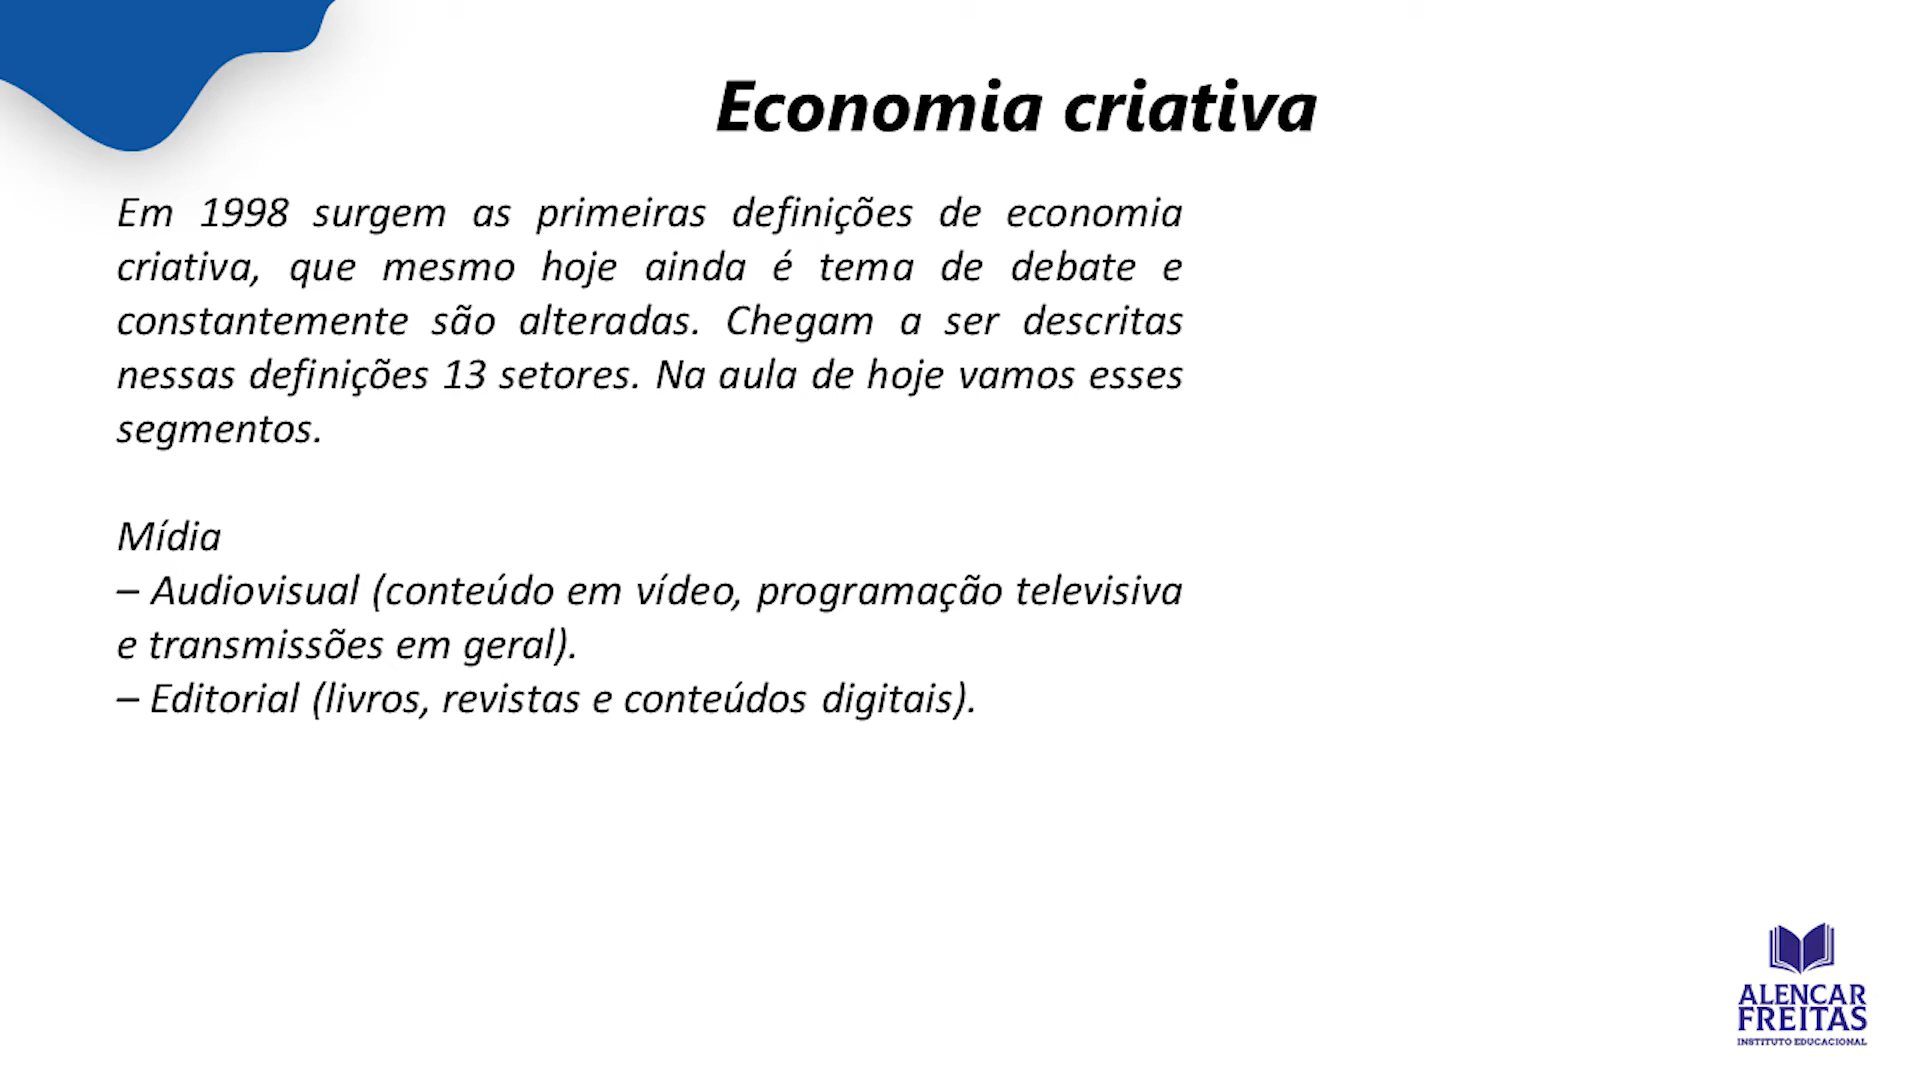 Economia criativa
Em 1998 surgem as primeiras definições de economia
criativa, que mesmo hoje ainda é tema de debate e
constantemente são alteradas. Chegam a ser descritas
nessas definições 13 setores. Na aula de hoje vamos esses
segmentos.
Mídia
– Audiovisual (conteúdo em vídeo, programação televisiva
e transmissões em geral).
– Editorial (livros, revistas e conteúdos digitais).
ALENCAR
FREITAS
INSTITUTO EDUCACIONAL